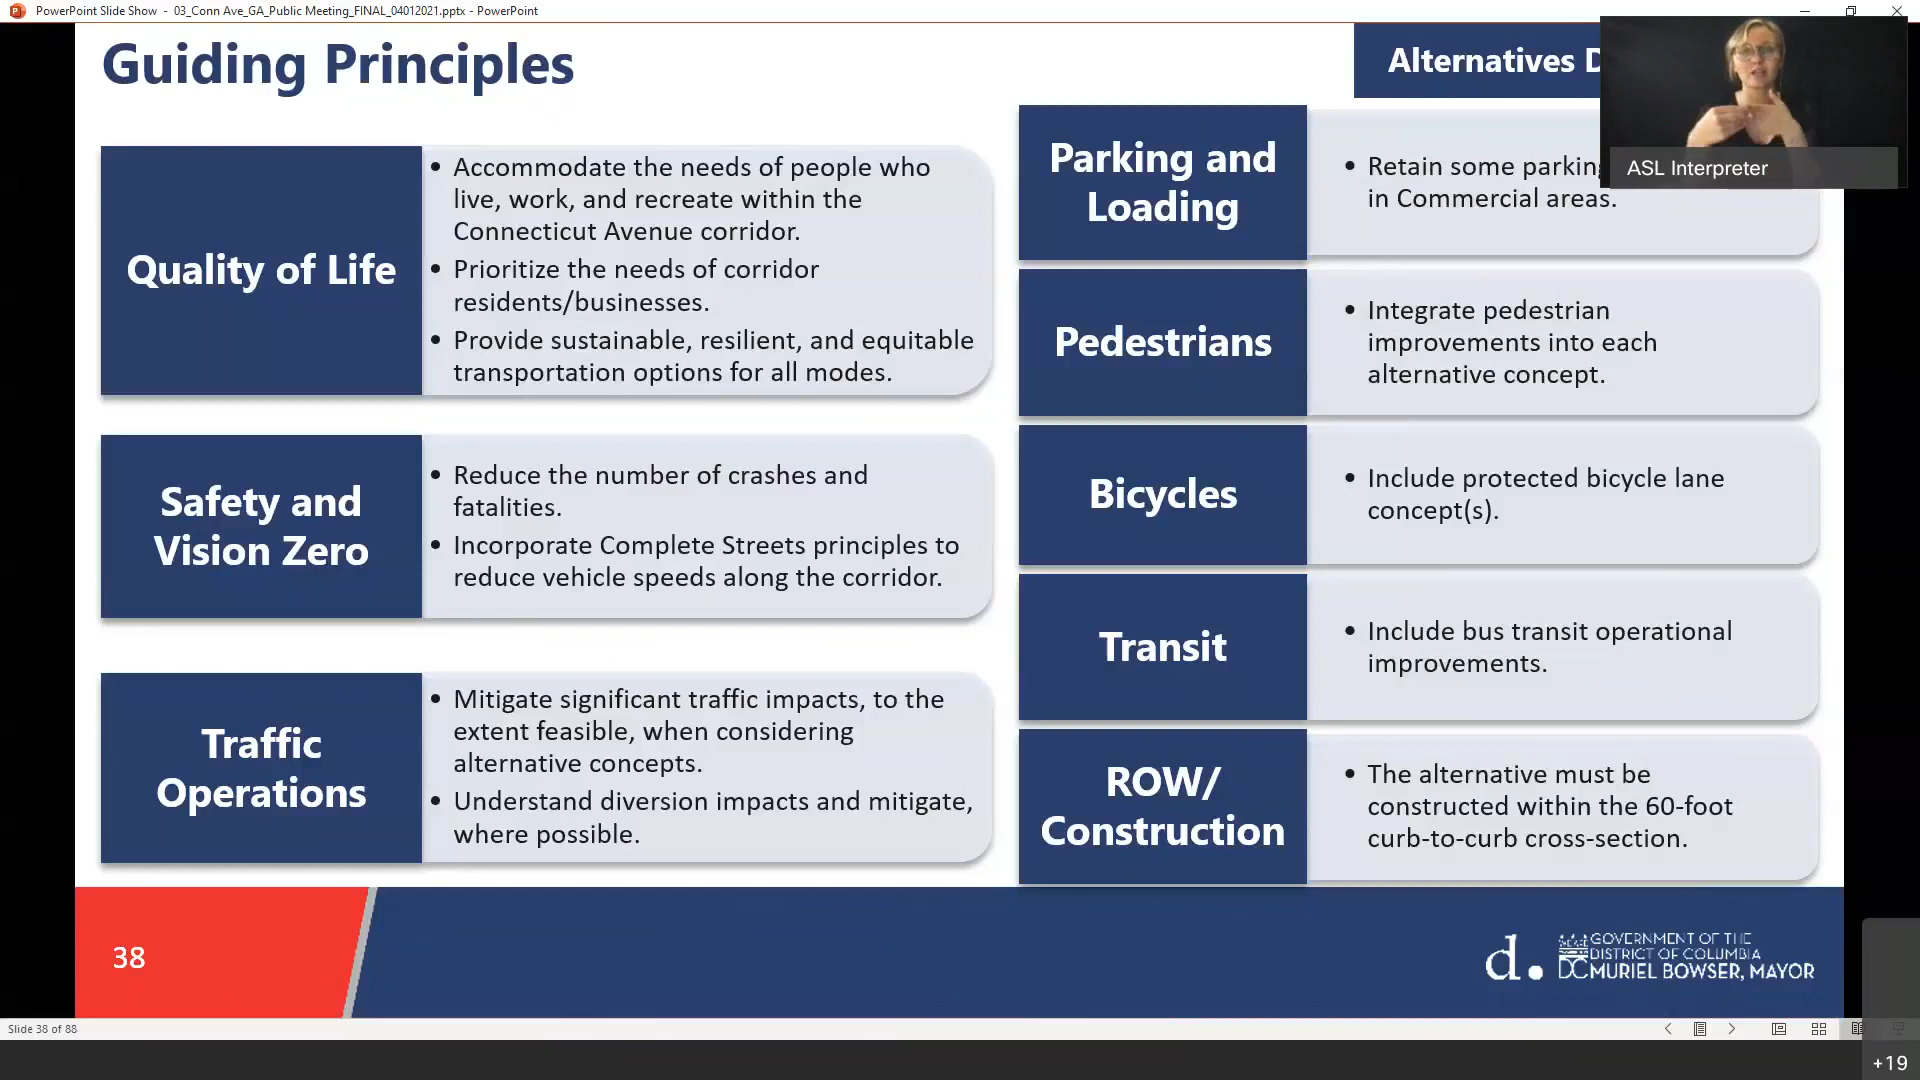 PowerPoint Slide Show - 03_Conn Ave_GA_Public Meeting_FINAL_04012021.pptx - PowerPoint
Guiding Principles
Alternatives
ASL Interpreter
Quality of Life
• Accommodate the needs of people who
live, work, and recreate within the
Connecticut Avenue corridor.
• Prioritize the needs of corridor
residents/businesses.
• Provide sustainable, resilient, and equitable
transportation options for all modes.
Safety and
Vision Zero
• Reduce the number of crashes and
fatalities.
• Incorporate Complete Streets principles to
reduce vehicle speeds along the corridor.
Traffic
Operations
• Mitigate significant traffic impacts, to the
extent feasible, when considering
alternative concepts.
• Understand diversion impacts and mitigate,
where possible.
Parking and
Loading
• Retain some parking
in Commercial areas.
Pedestrians
• Integrate pedestrian
improvements into each
alternative concept.
Bicycles
• Include protected bicycle lane
concept(s).
Transit
• Include bus transit operational
improvements.
ROW/
Construction
• The alternative must be
constructed within the 60-foot
curb-to-curb cross-section.
38
d.
GOVERNMENT OF THE
DISTRICT OF COLUMBIA
DC MURIEL BOWSER, MAYOR
Slide 38 of 88
+19